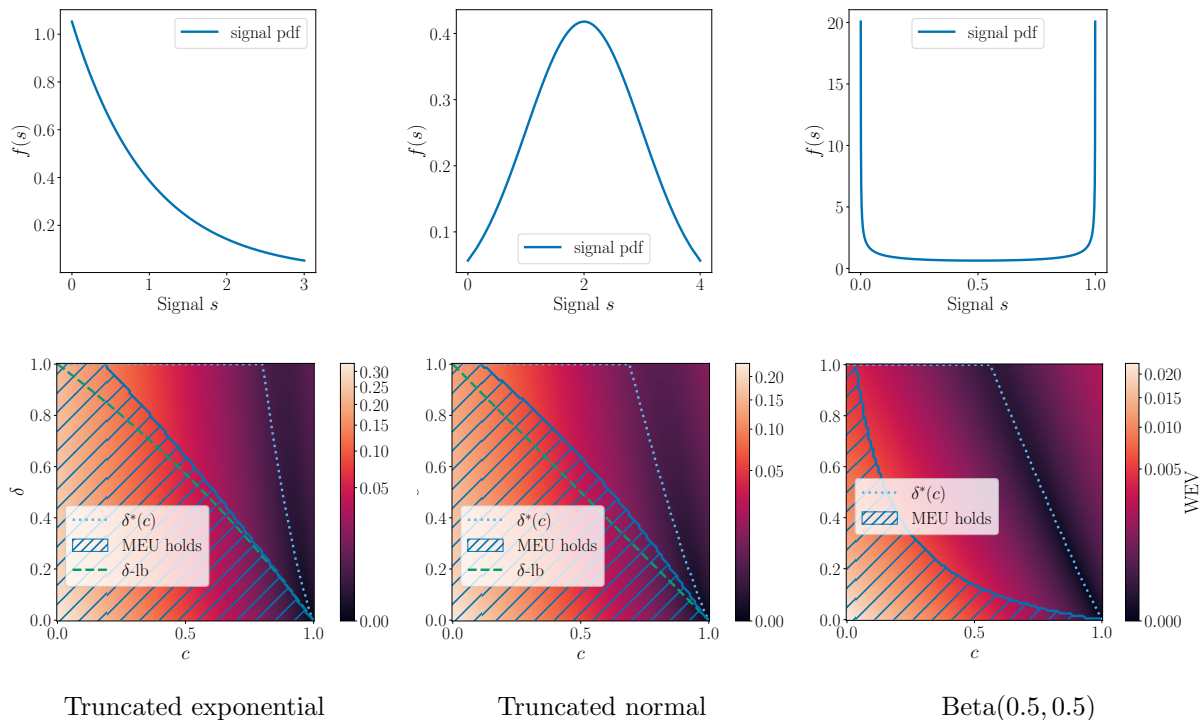 1.0
0.8
0.6
0.4
0.2
f(s)
signal pdf
0
1
2
3
Signal s
0.4
0.3
0.2
0.1
f(s)
signal pdf
0
2
4
Signal s
20
15
10
5
0
f(s)
signal pdf
0.0
0.5
1.0
Signal s
1.0
0.8
0.6
0.4
0.2
0.0
δ
δ*(c)
MEU holds
δ-lb
0.0
0.5
1.0
c
0.30
0.25
0.20
0.15
0.10
0.05
0.00
1.0
0.8
0.6
0.4
0.2
0.0
δ*(c)
MEU holds
δ-lb
0.0
0.5
1.0
c
0.20
0.15
0.10
0.05
0.00
1.0
0.8
0.6
0.4
0.2
0.0
δ*(c)
MEU holds
0.0
0.5
1.0
c
0.020
0.015
0.010
0.005
0.000
WEV
Truncated exponential
Truncated normal
Beta(0.5, 0.5)